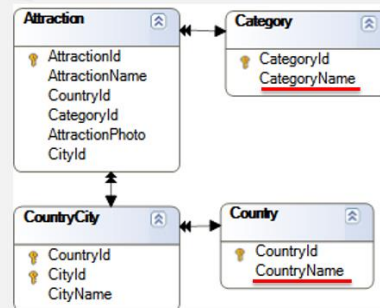 Attraction
AttractionId
AttractionName
CountryId
CategoryId
AttractionPhoto
CityId
Category
CategoryId
CategoryName
CountryCity
CountryId
CityId
CityName
Country
CountryId
CountryName